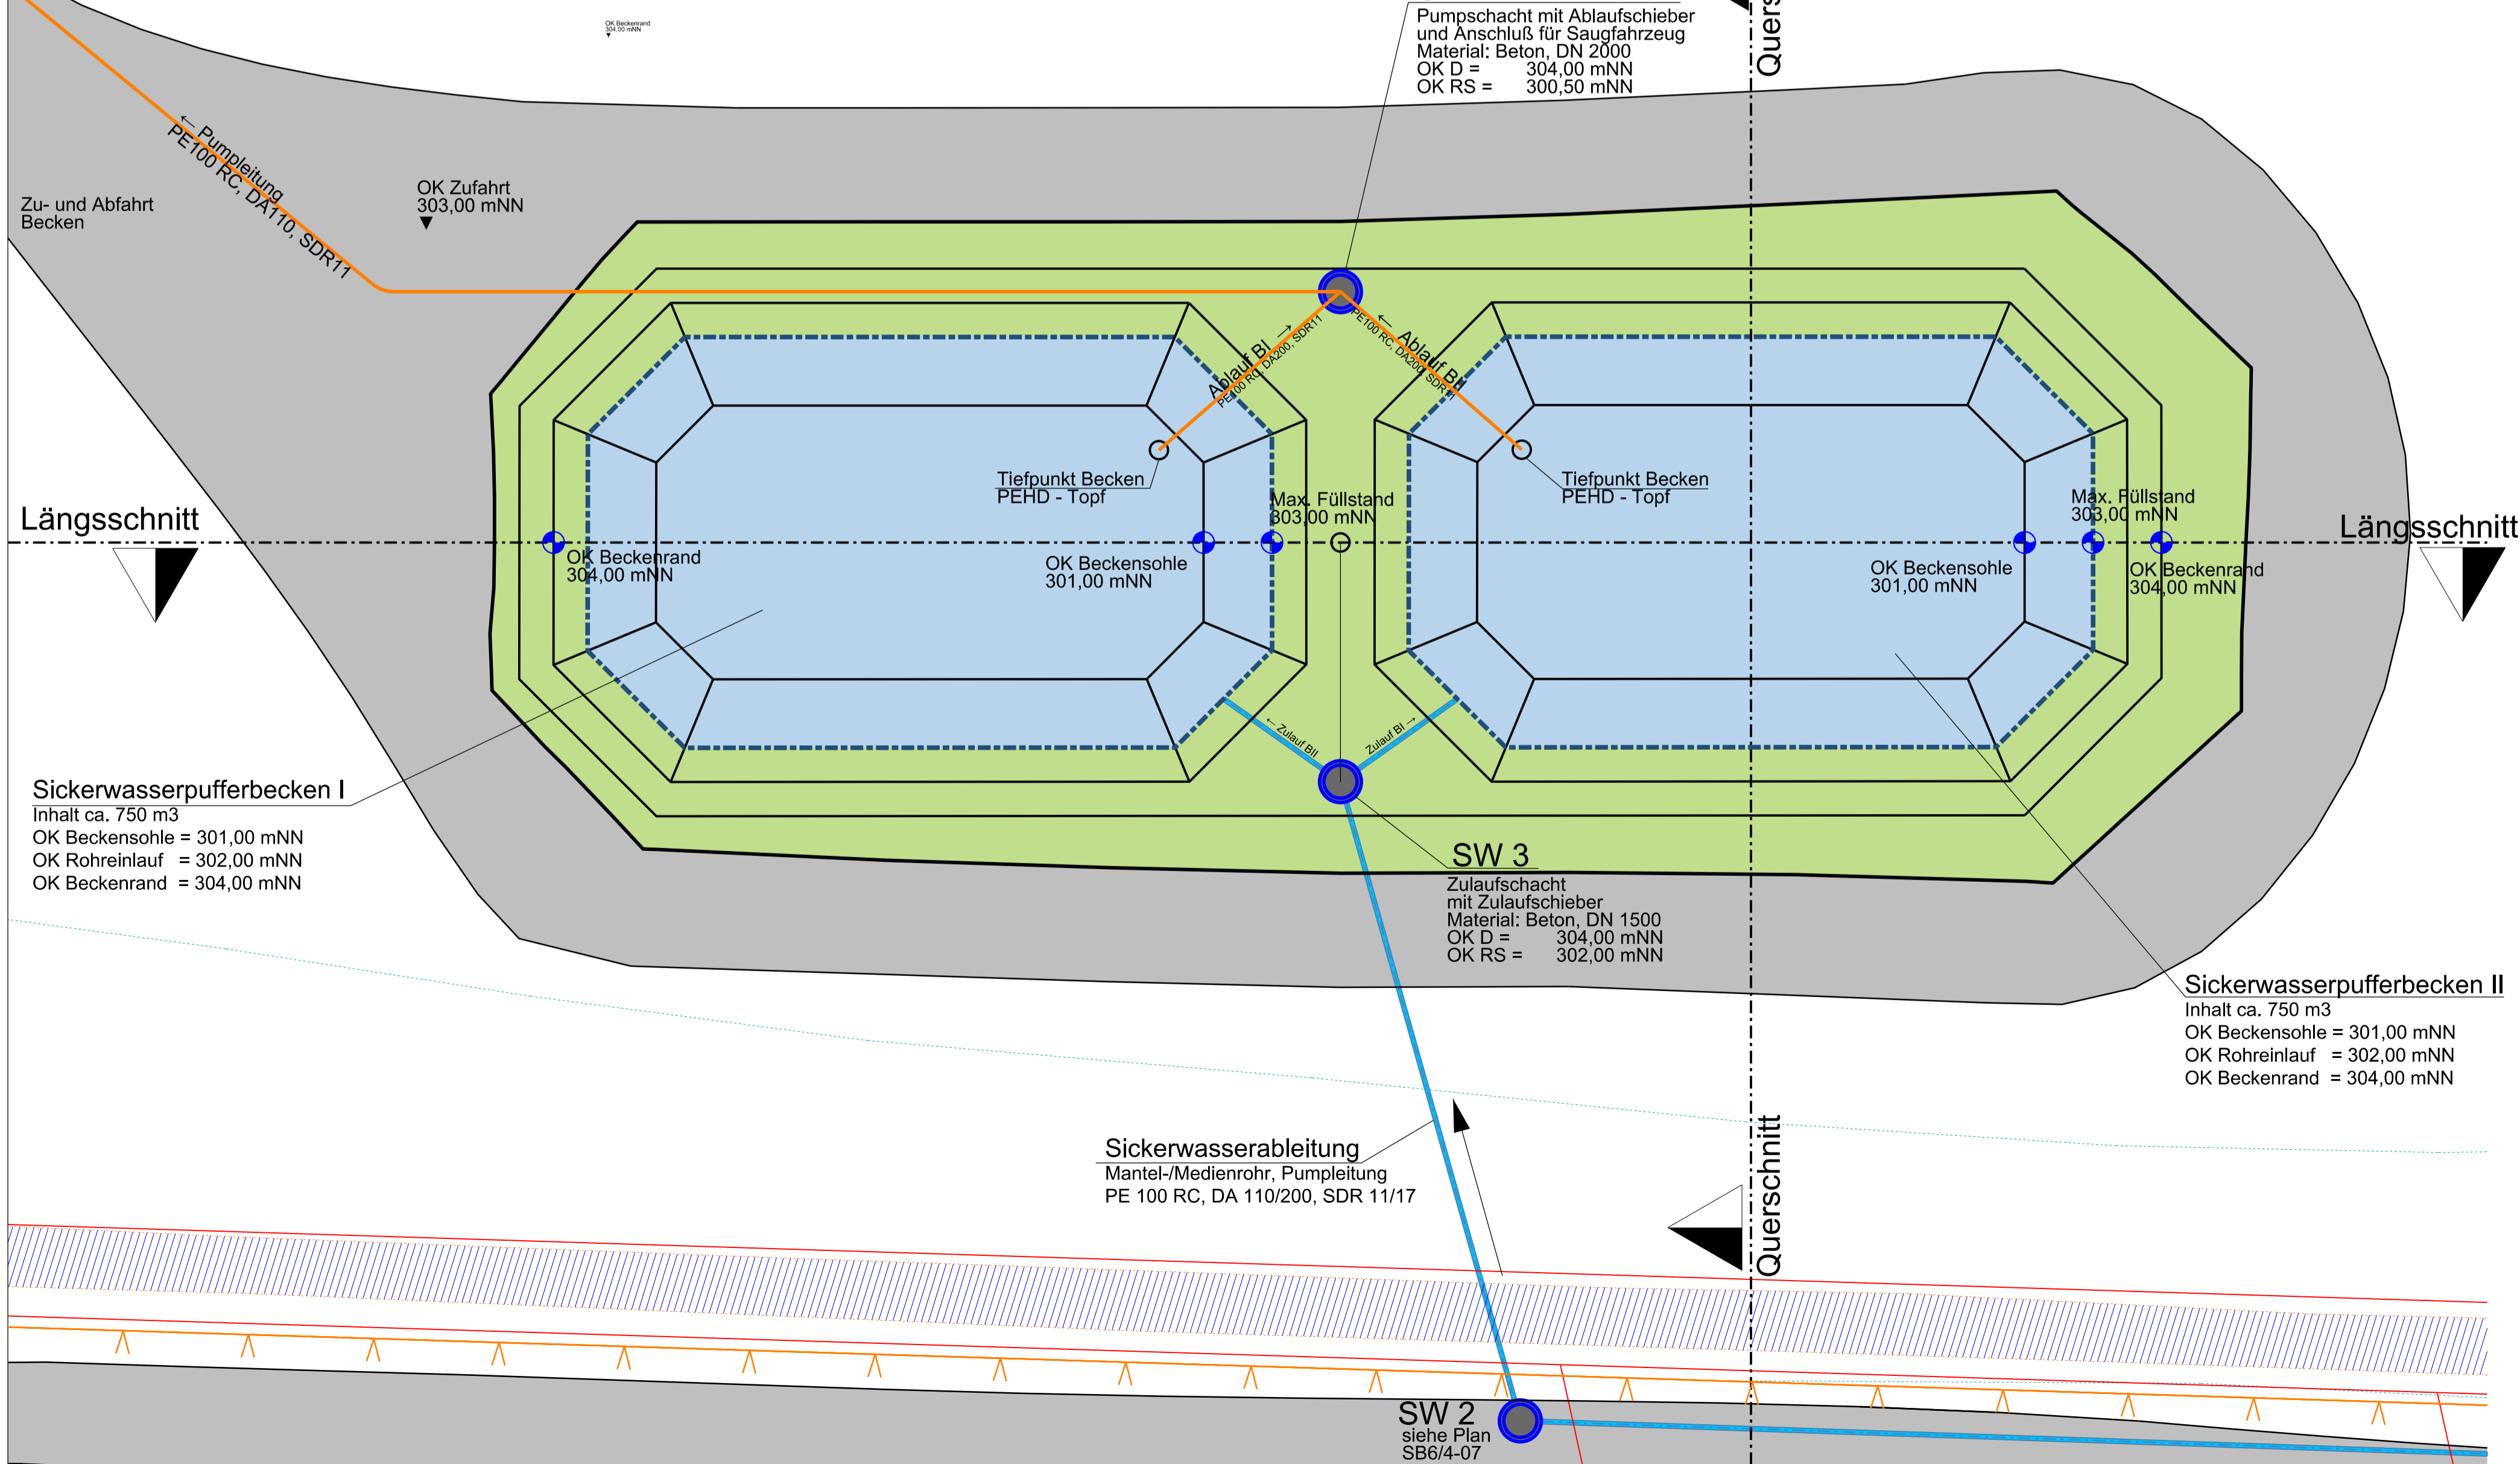 OK Beckenrand
304,00 mNN
Pumpschacht mit Ablaufschieber
und Anschluß für Saugfahrzeug
Material: Beton, DN 2000
OK D = 304,00 mNN
OK RS = 300,50 mNN
← Pumpleitung
PE100 RC, DA110, SDR11
Zu- und Abfahrt
Becken
OK Zufahrt
303,00 mNN
Ablauf BI →
PE100 RC, DA200, SDR11
← Ablauf BII
PE100 RC, DA200, SDR11
Tiefpunkt Becken
PEHD - Topf
Tiefpunkt Becken
PEHD - Topf
Max. Füllstand
303,00 mNN
Max. Füllstand
303,00 mNN
Längsschnitt
Längsschnitt
OK Beckenrand
304,00 mNN
OK Beckensohle
301,00 mNN
OK Beckensohle
301,00 mNN
OK Beckenrand
304,00 mNN
← Zulauf BII
Zulauf BI →
Sickerwasserpufferbecken I
Inhalt ca. 750 m3
OK Beckensohle = 301,00 mNN
OK Rohreinlauf = 302,00 mNN
OK Beckenrand = 304,00 mNN
SW 3
Zulaufschacht
mit Zulaufschieber
Material: Beton, DN 1500
OK D = 304,00 mNN
OK RS = 302,00 mNN
Sickerwasserpufferbecken II
Inhalt ca. 750 m3
OK Beckensohle = 301,00 mNN
OK Rohreinlauf = 302,00 mNN
OK Beckenrand = 304,00 mNN
Sickerwasserableitung
Mantel-/Medienrohr, Pumpleitung
PE 100 RC, DA 110/200, SDR 11/17
Querschnitt
SW 2
siehe Plan
SB6/4-07